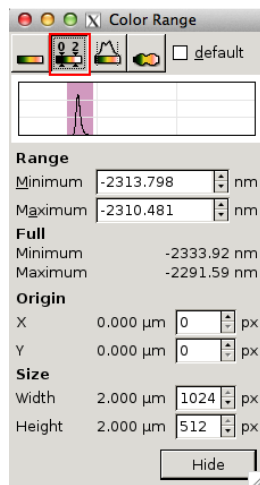 X Color Range
0 2 default
Range
Minimum -2313.798 nm
Maximum -2310.481 nm
Full
Minimum -2333.92 nm
Maximum -2291.59 nm
Origin
X 0.000 µm 0 px
Y 0.000 µm 0 px
Size
Width 2.000 µm 1024 px
Height 2.000 µm 512 px
Hide